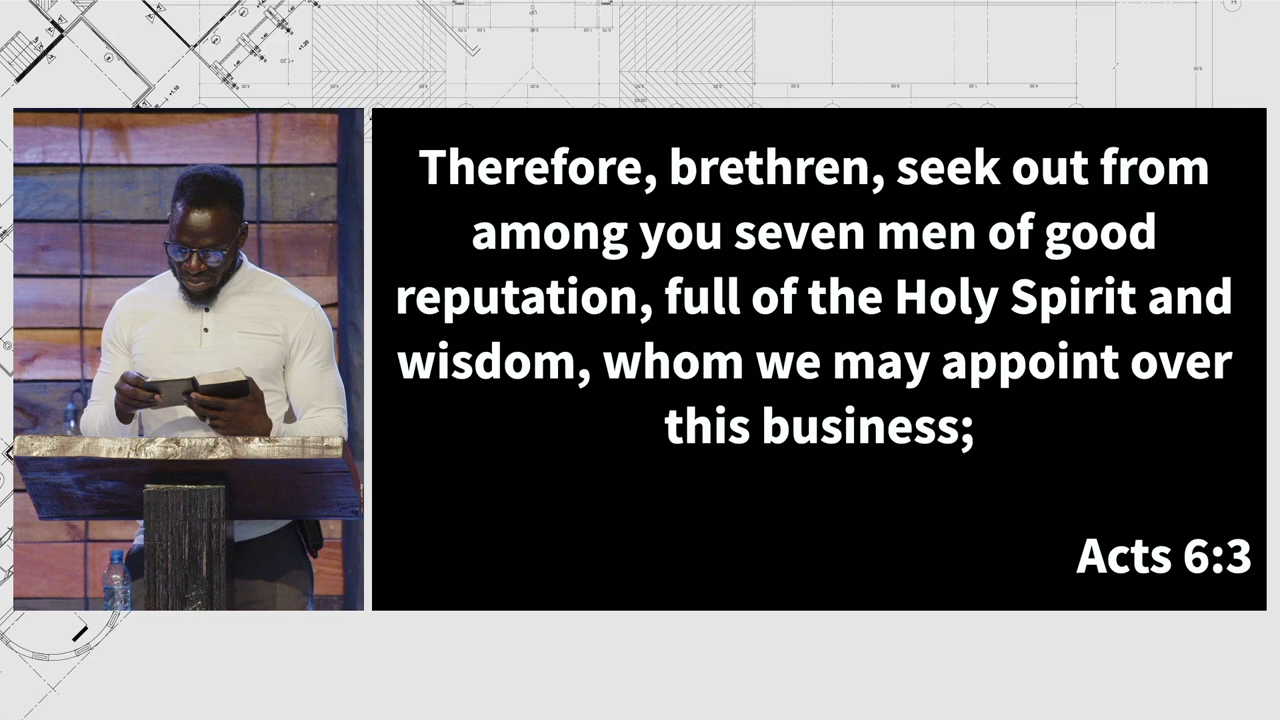 Therefore, brethren, seek out from
among you seven men of good
reputation, full of the Holy Spirit and
wisdom, whom we may appoint over
this business;
Acts 6:3